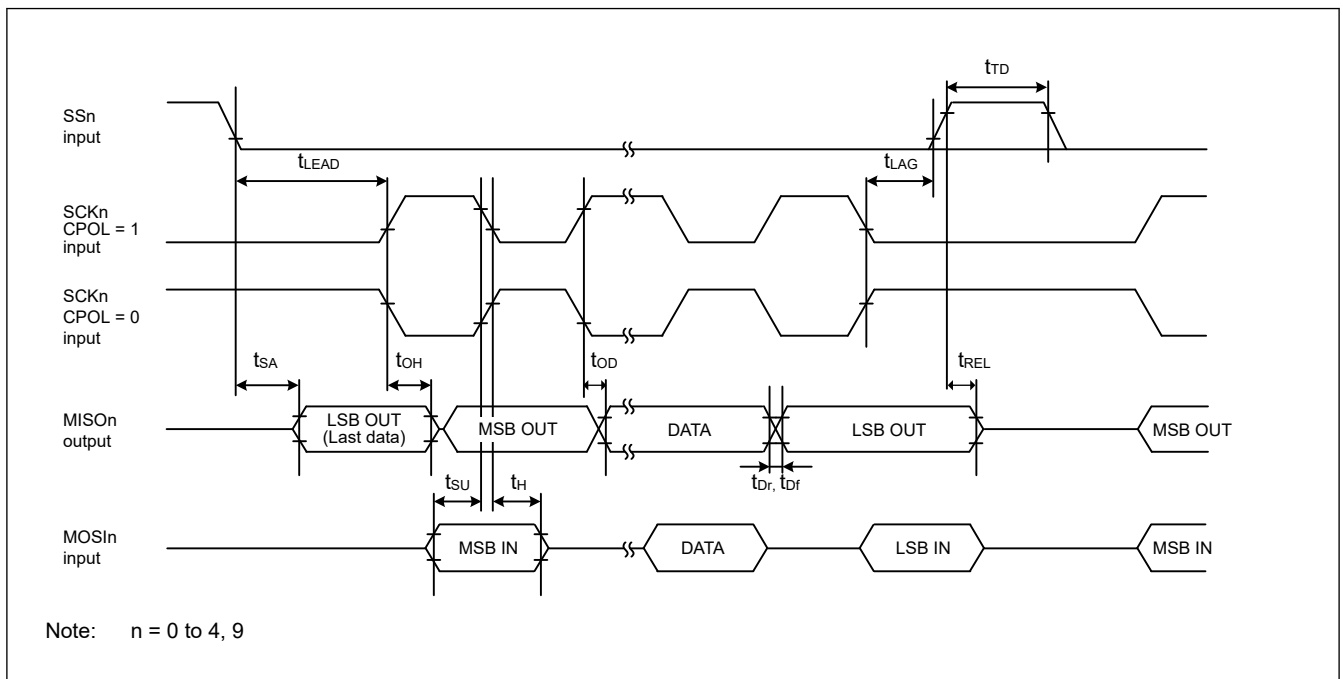 tTD
SSn
input
tLEAD
tLAG
SCKn
CPOL = 1
input
SCKn
CPOL = 0
input
tSA
tOH
tOD
tREL
MISOn
output
LSB OUT
(Last data)
MSB OUT
DATA
LSB OUT
MSB OUT
tSU
tH
tDr, tDf
MOSIn
input
MSB IN
DATA
LSB IN
MSB IN
Note: n = 0 to 4, 9